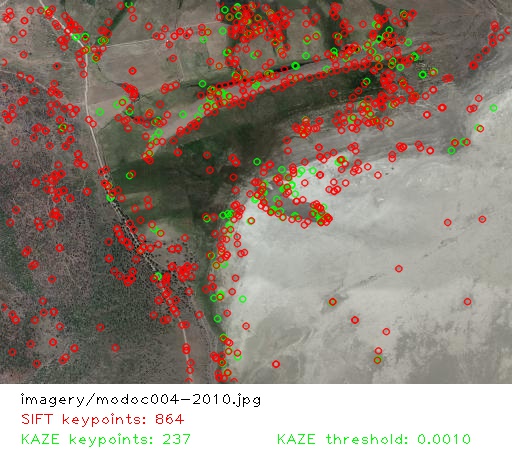 imagery/modoc004-2010.jpg
SIFT keypoints: 864
KAZE keypoints: 237 KAZE threshold: 0.0010